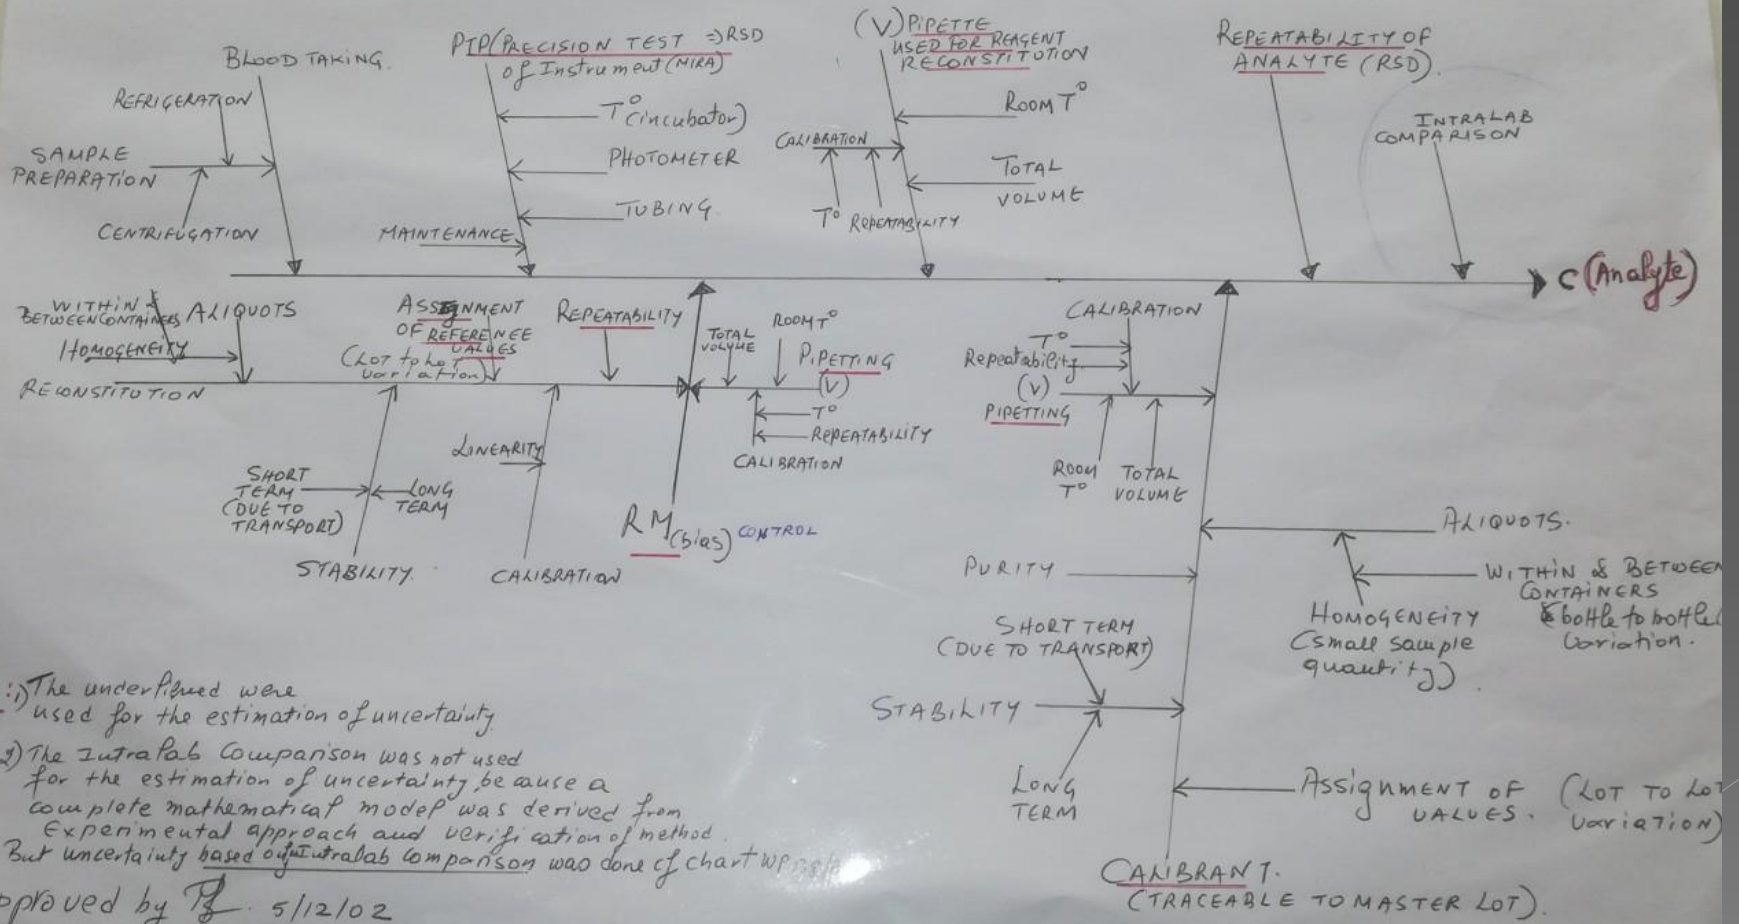 BLOOD TAKING.
REFRIGERATION
SAMPLE
PREPARATION
CENTRIFUGATION
PTP(PRECISION TEST ⇒RSD
of Instrument (MIRA)
T° (incubator)
PHOTOMETER
TUBING
MAINTENANCE
(V) PIPETTE
USED FOR REAGENT
RECONSTITUTION
ROOM T°
CALIBRATION
TOTAL
VOLUME
T° REPEATABILITY
REPEATABILITY OF
ANALYTE (RSD).
INTRALAB
COMPARISON
C (Analyte)
WITHIN &
BETWEEN CONTAINERS
ALIQUOTS
HOMOGENEITY
RECONSTITUTION
ASSIGNMENT
OF REFERENCE
VALUES
(LOT to LOT
variation)
REPEATABILITY
TOTAL
VOLUME
ROOM T°
PIPETTING
(V)
T°
REPEATABILITY
CALIBRATION
LINEARITY
SHORT
TERM
(DUE TO
TRANSPORT)
LONG
TERM
STABILITY.
CALIBRATION
RM (bias) CONTROL
CALIBRATION
T°
Repeatability
(V)
PIPETTING
ROOM
T°
TOTAL
VOLUME
ALIQUOTS.
PURITY
WITHIN & BETWEEN
CONTAINERS
bottle to bottle
variation.
HOMOGENEITY
(small sample
quantity)
SHORT TERM
(DUE TO TRANSPORT)
STABILITY
LONG
TERM
ASSIGNMENT OF
VALUES.
(LOT TO LOT
VARIATION)
CALIBRANT.
(TRACEABLE TO MASTER LOT).
:1) The underlined were
used for the estimation of uncertainty
2) The Intralab Comparison was not used
for the estimation of uncertainty, because a
complete mathematical model was derived from
Experimental approach and verification of method.
But uncertainty based on Intralab comparison was done cf chart
pproved by 5/12/02